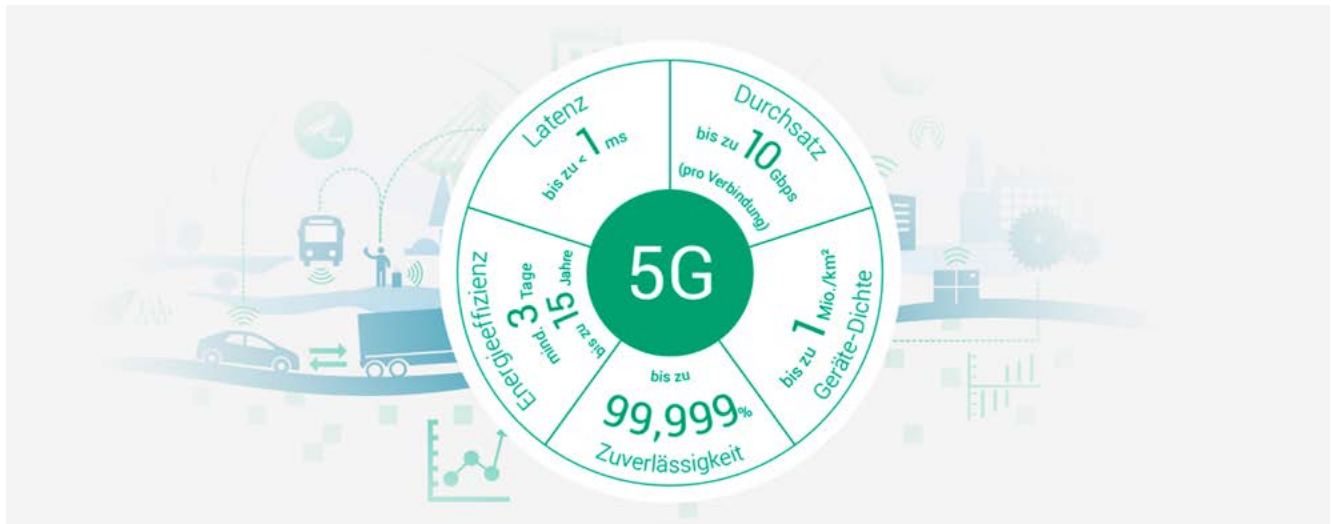 Latenz
bis zu < 1 ms
Durchsatz
bis zu 10 Gbps
(pro Verbindung)
5G
bis zu 1 Mio./km²
Geräte-Dichte
bis zu
99,999%
Zuverlässigkeit
Energieeffizienz
mind. 3 Tage
bis zu 15 Jahre